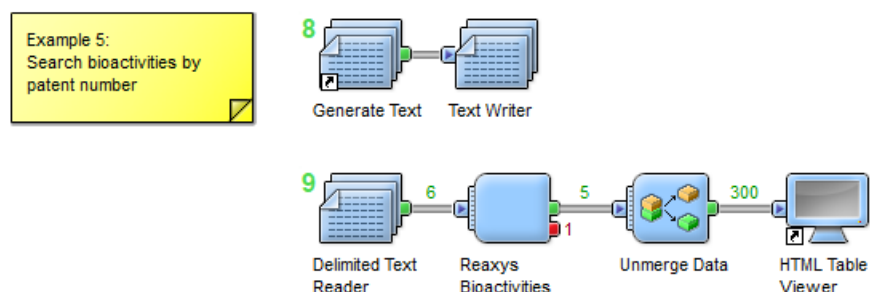 Example 5:
Search bioactivities by
patent number
8
Generate Text
Text Writer
9
6
5
1
300
Delimited Text
Reader
Reaxys
Bioactivities
Unmerge Data
HTML Table
Viewer